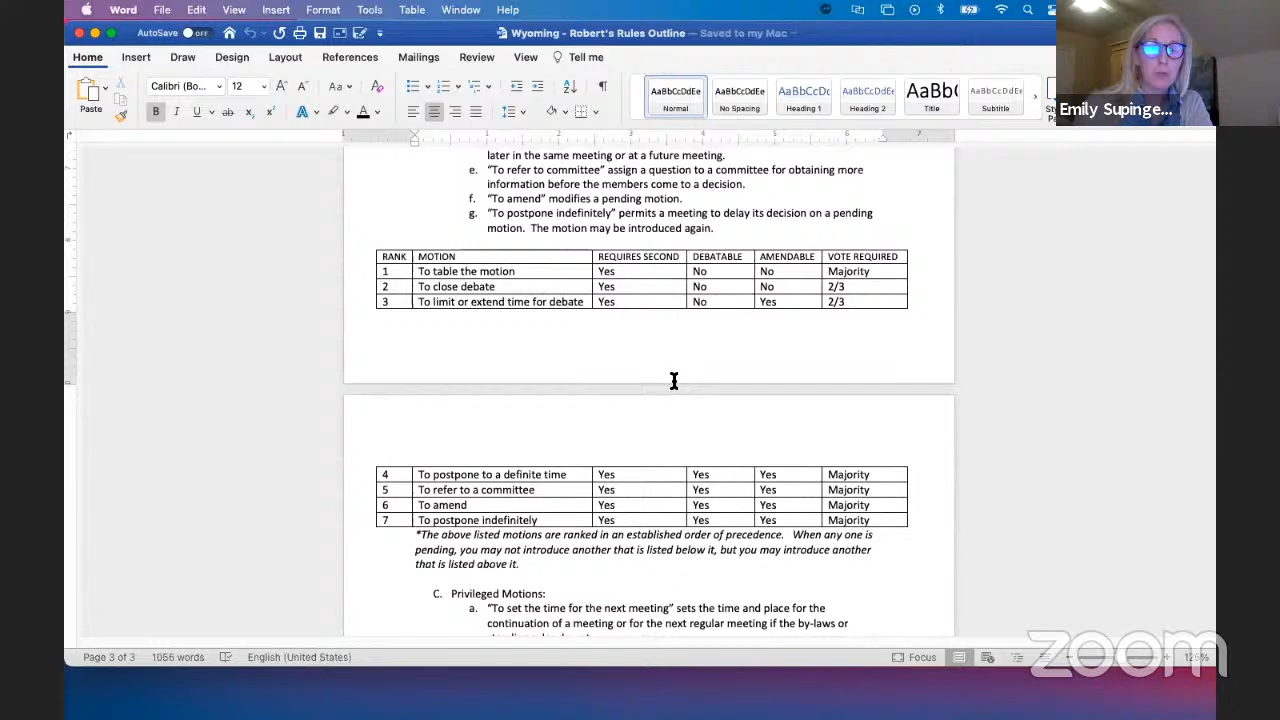 Word File Edit View Insert Format Tools Table Window Help
AutoSave OFF
Wyoming - Robert's Rules Outline — Saved to my Mac
Home Insert Draw Design Layout References Mailings Review View Tell me
Paste
Calibri (Bo... 12
AaBbCcDdEe Normal
AaBbCcDdEe No Spacing
AaBbCcDc Heading 1
AaBbCcDdEe Heading 2
AaBb( Title
AaBbCcDdEe Subtitle
Emily Supinge...
1 1 2 3 4 5 6 7
later in the same meeting or at a future meeting.
e. "To refer to committee" assign a question to a committee for obtaining more
information before the members come to a decision.
f. "To amend" modifies a pending motion.
g. "To postpone indefinitely" permits a meeting to delay its decision on a pending
motion. The motion may be introduced again.
RANK MOTION REQUIRES SECOND DEBATABLE AMENDABLE VOTE REQUIRED
1 To table the motion Yes No No Majority
2 To close debate Yes No No 2/3
3 To limit or extend time for debate Yes No Yes 2/3
4 To postpone to a definite time Yes Yes Yes Majority
5 To refer to a committee Yes Yes Yes Majority
6 To amend Yes Yes Yes Majority
7 To postpone indefinitely Yes Yes Yes Majority
*The above listed motions are ranked in an established order of precedence. When any one is
pending, you may not introduce another that is listed below it, but you may introduce another
that is listed above it.
C. Privileged Motions:
a. "To set the time for the next meeting" sets the time and place for the
continuation of a meeting or for the next regular meeting if the by-laws or
Page 3 of 3 1056 words English (United States) Focus
zoom